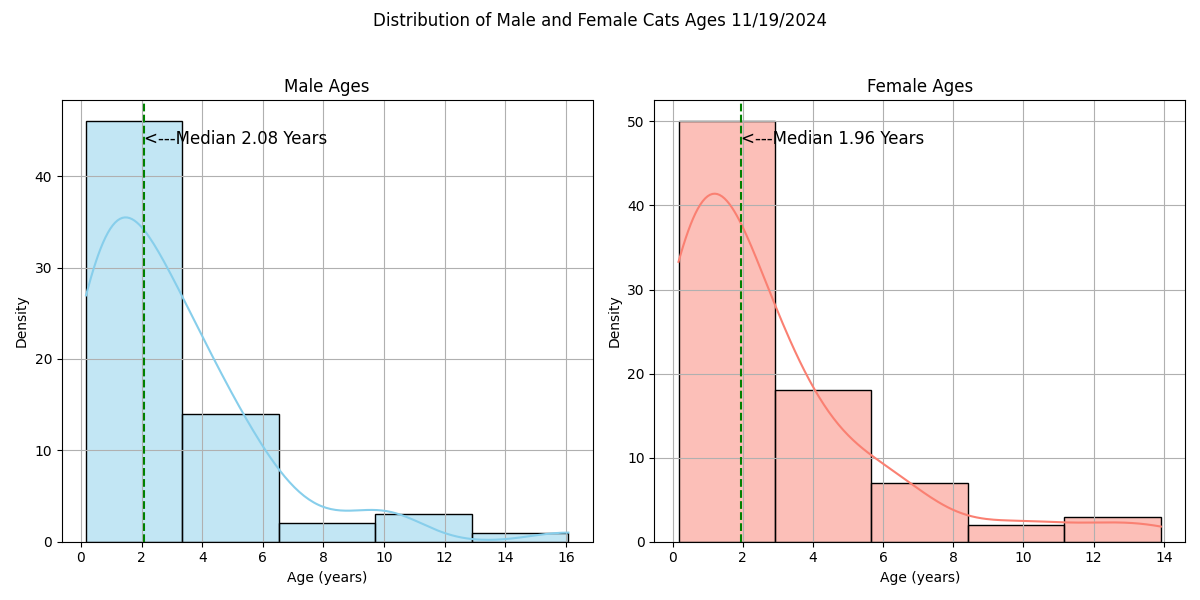 Distribution of Male and Female Cats Ages 11/19/2024
Male Ages
<---Median 2.08 Years
Density
40
30
20
10
0
0 2 4 6 8 10 12 14 16
Age (years)
Female Ages
<---Median 1.96 Years
Density
50
40
30
20
10
0
0 2 4 6 8 10 12 14
Age (years)